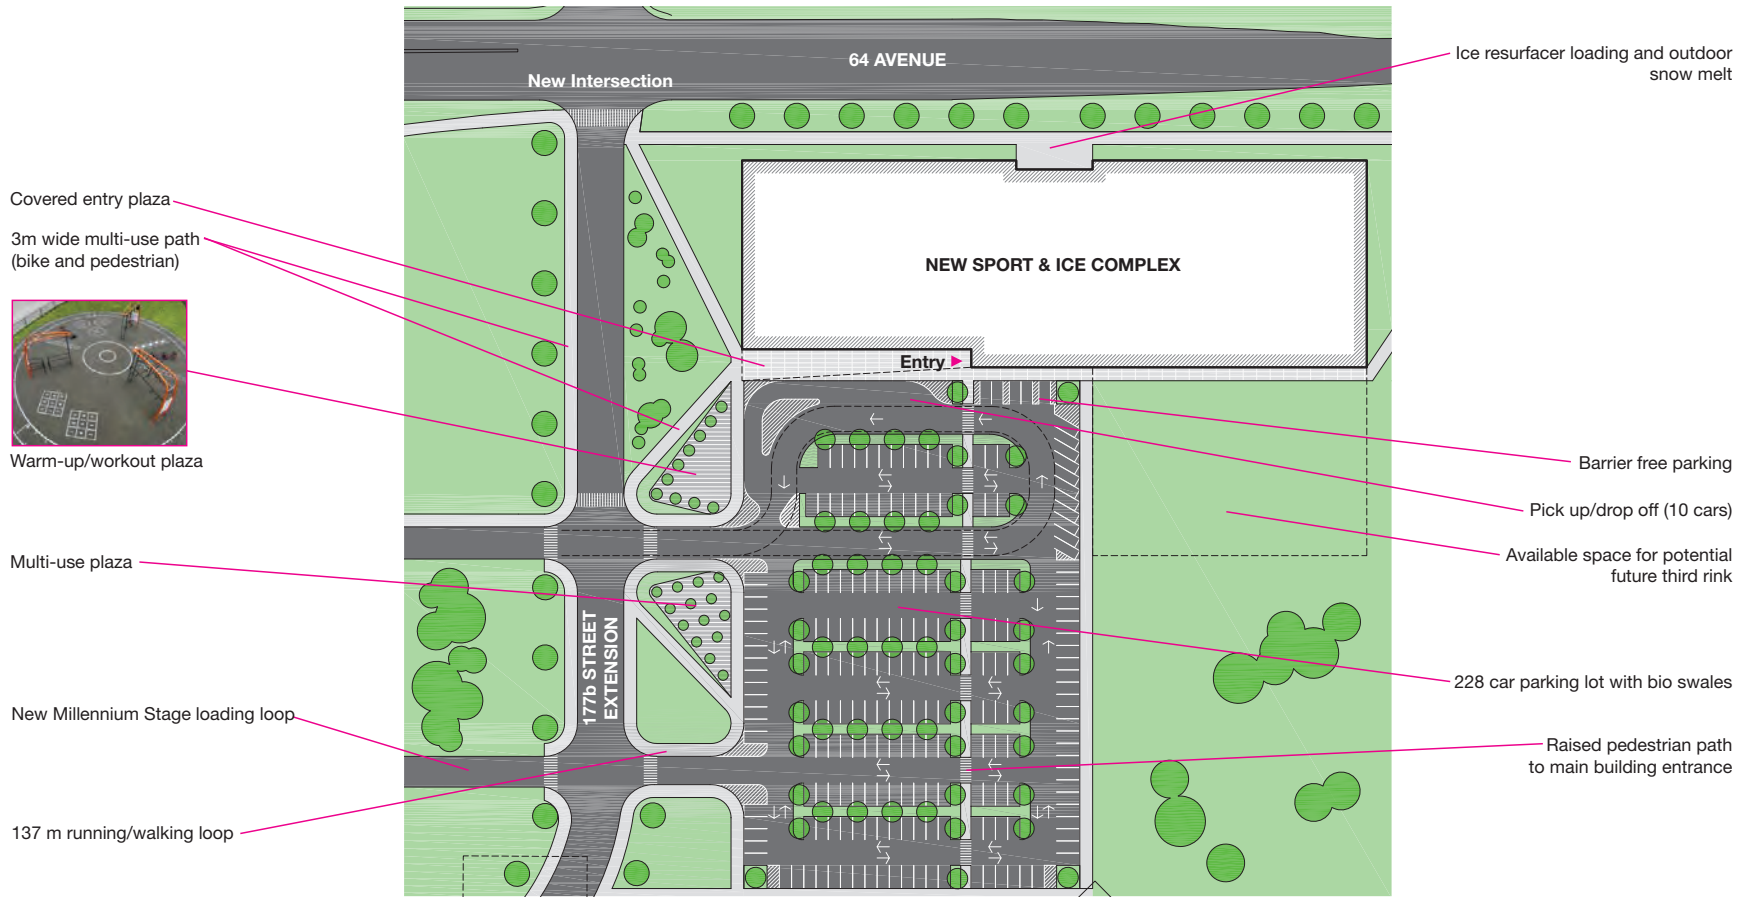 64 AVENUE
New Intersection
Ice resurfacer loading and outdoor
snow melt
Covered entry plaza
3m wide multi-use path
(bike and pedestrian)
NEW SPORT & ICE COMPLEX
Entry
Warm-up/workout plaza
Barrier free parking
Pick up/drop off (10 cars)
Available space for potential
future third rink
Multi-use plaza
177b STREET
EXTENSION
228 car parking lot with bio swales
New Millennium Stage loading loop
Raised pedestrian path
to main building entrance
137 m running/walking loop